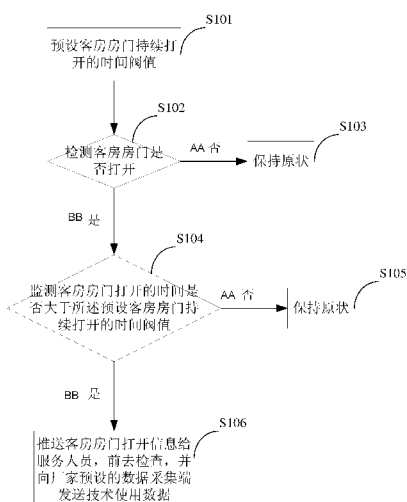 S101
预设客房房门持续打
开的时间阀值
S102
检测客房房门是
否打开
AA 否
S103
保持原状
BB 是
S104
监测客房房门打开的时间是
否大于所述预设客房房门持
续打开的时间阀值
AA 否
S105
保持原状
BB 是
S106
推送客房房门打开信息给
服务人员，前去检查，并
向厂家预设的数据采集端
发送技术使用数据